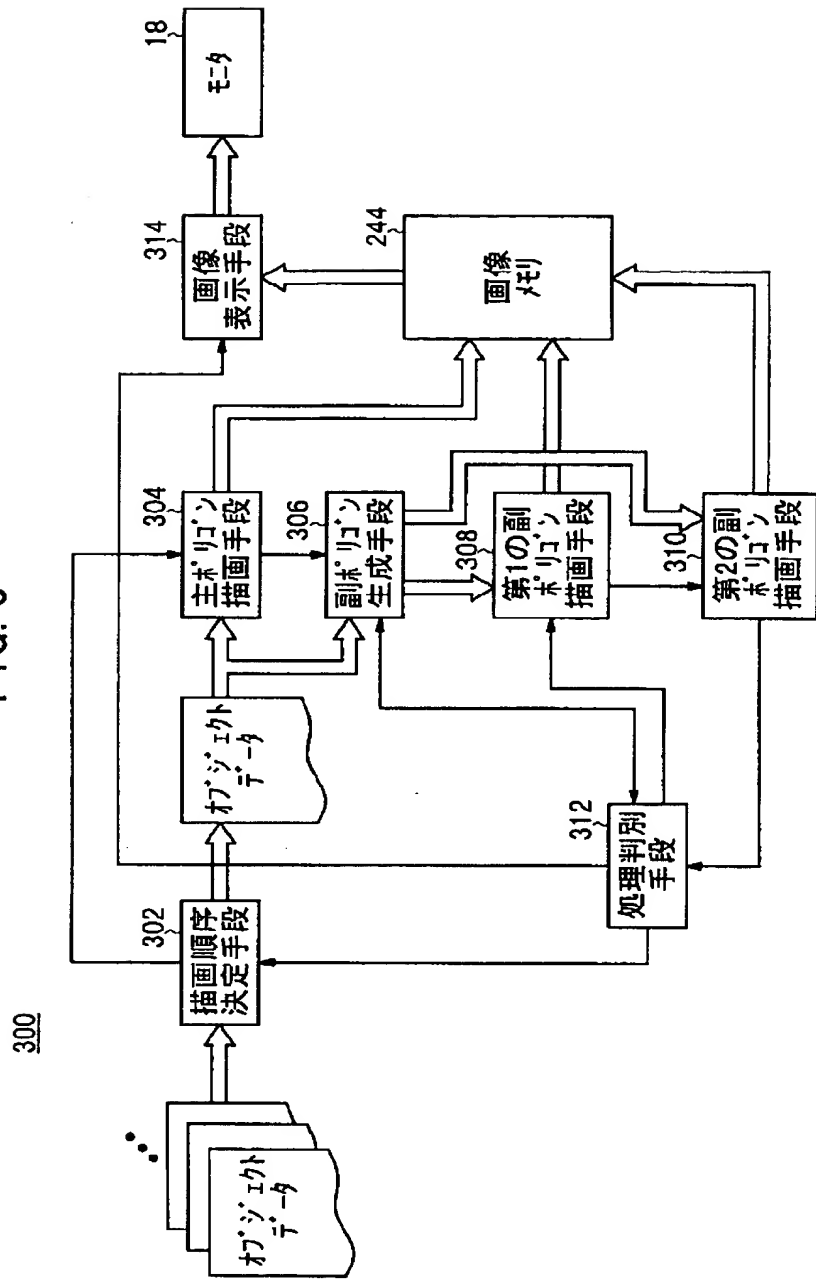 300
オブジェクト
データ
302
描画順序
決定手段
オブジェクト
データ
304
主ポリゴン
描画手段
306
副ポリゴン
生成手段
308
第1の副
ポリゴン
描画手段
310
第2の副
ポリゴン
描画手段
312
処理判別
手段
314
画像
表示手段
18
モニタ
244
画像
メモリ